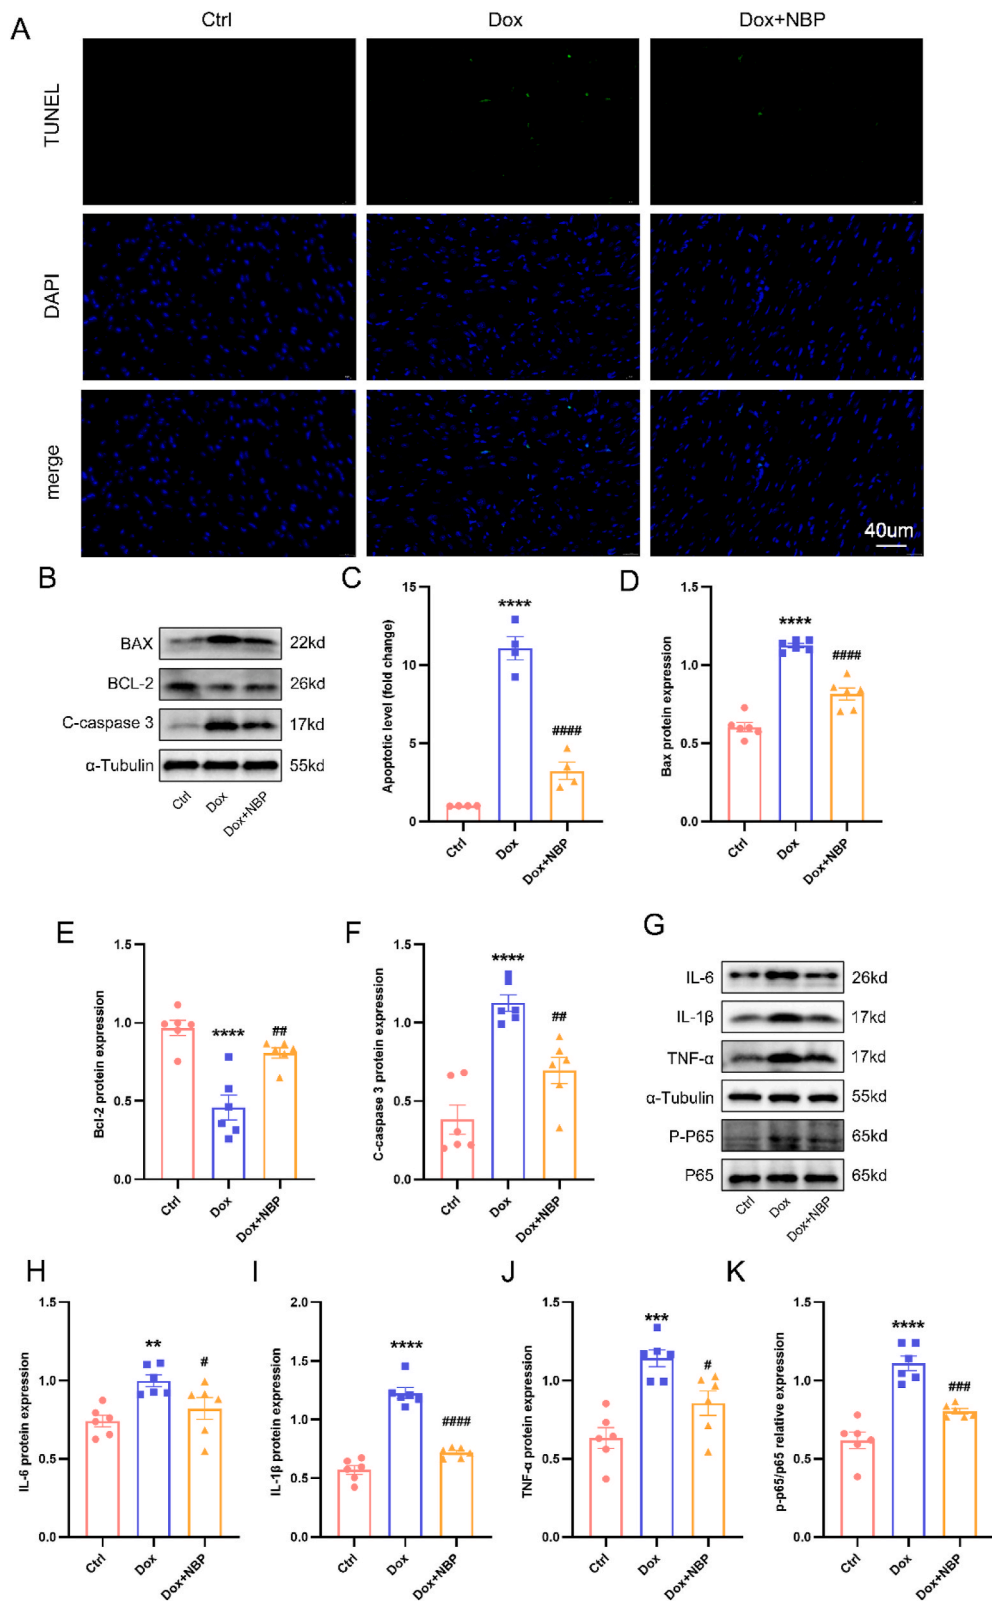 A
Ctrl
Dox
Dox+NBP
TUNEL
DAPI
merge
40um
B
BAX
22kd
BCL-2
26kd
C-caspase 3
17kd
α-Tubulin
55kd
Ctrl
Dox
Dox+NBP
C
Apoptotic level (fold change)
15
10
5
0
****
####
Ctrl
Dox
Dox+NBP
D
Bax protein expression
1.5
1.0
0.5
0.0
****
####
Ctrl
Dox
Dox+NBP
E
Bcl-2 protein expression
1.5
1.0
0.5
0.0
****
##
Ctrl
Dox
Dox+NBP
F
C-caspase 3 protein expression
1.5
1.0
0.5
0.0
****
##
Ctrl
Dox
Dox+NBP
G
IL-6
26kd
IL-1β
17kd
TNF-α
17kd
α-Tubulin
55kd
P-P65
65kd
P65
65kd
Ctrl
Dox
Dox+NBP
H
IL-6 protein expression
1.5
1.0
0.5
0.0
**
#
Ctrl
Dox
Dox+NBP
I
IL-1β protein expression
2.0
1.5
1.0
0.5
0.0
****
####
Ctrl
Dox
Dox+NBP
J
TNF-α protein expression
1.5
1.0
0.5
0.0
***
#
Ctrl
Dox
Dox+NBP
K
p-p65/p65 relative expression
1.5
1.0
0.5
0.0
****
###
Ctrl
Dox
Dox+NBP